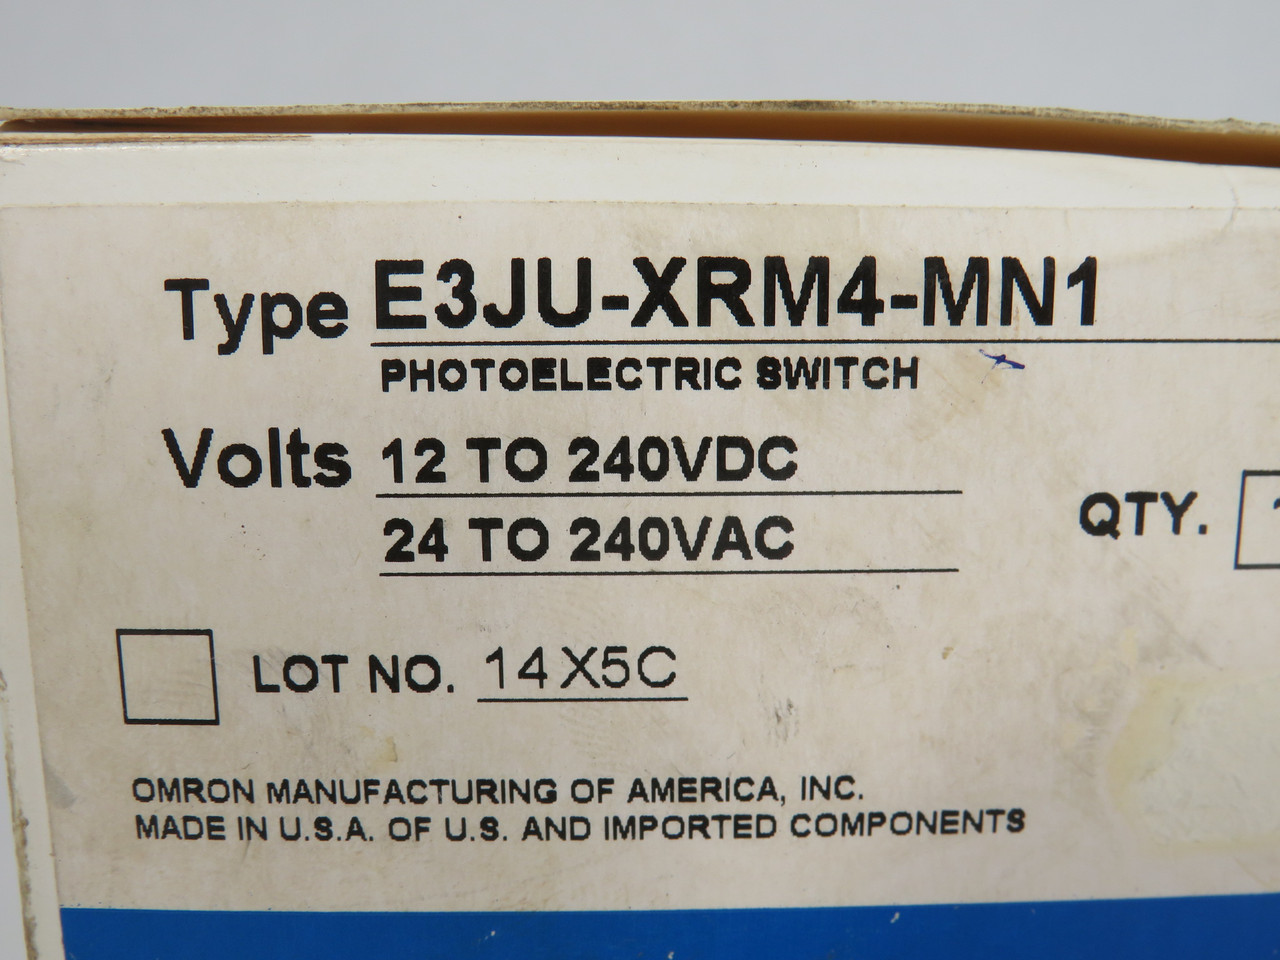 Type E3JU-XRM4-MN1
PHOTOELECTRIC SWITCH
Volts 12 TO 240VDC
24 TO 240VAC
QTY.
LOT NO. 14X5C
OMRON MANUFACTURING OF AMERICA, INC.
MADE IN U.S.A. OF U.S. AND IMPORTED COMPONENTS